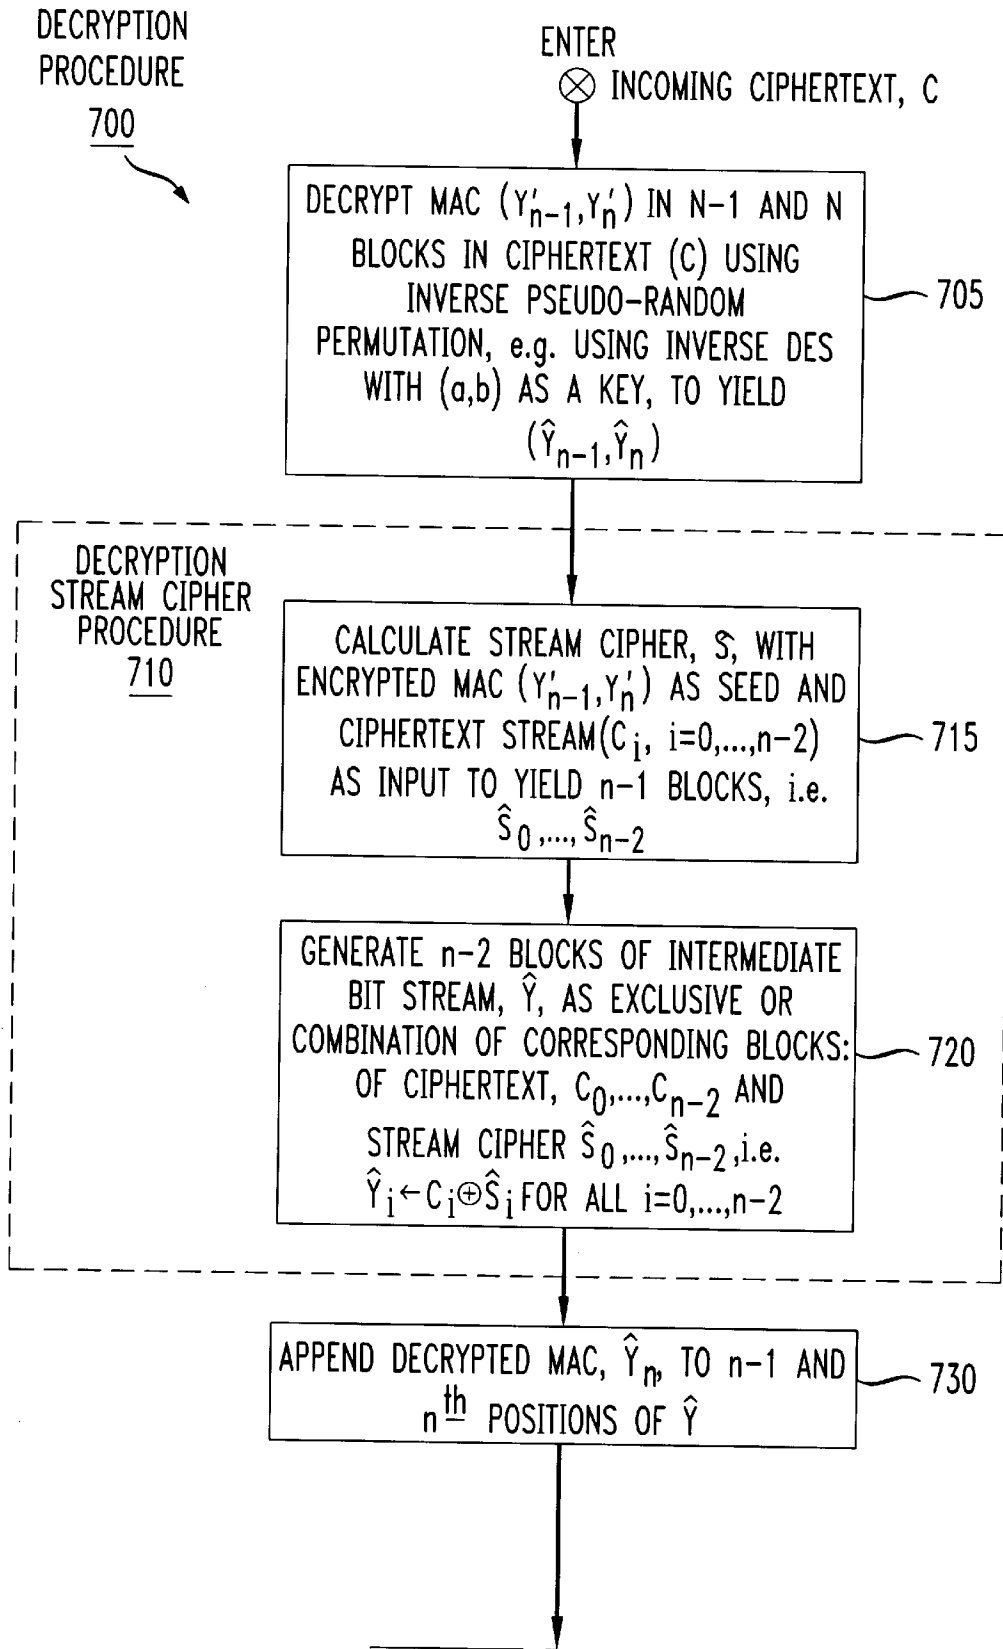 DECRYPTION
PROCEDURE
700
ENTER
INCOMING CIPHERTEXT, C
DECRYPT MAC (Y'ₙ₋₁,Y'ₙ) IN N-1 AND N
BLOCKS IN CIPHERTEXT (C) USING
INVERSE PSEUDO-RANDOM
PERMUTATION, e.g. USING INVERSE DES
WITH (a,b) AS A KEY, TO YIELD
(Ŷₙ₋₁,Ŷₙ)
705
DECRYPTION
STREAM CIPHER
PROCEDURE
710
CALCULATE STREAM CIPHER, Ŝ, WITH
ENCRYPTED MAC (Y'ₙ₋₁,Y'ₙ) AS SEED AND
CIPHERTEXT STREAM(Cᵢ, i=0,...,n-2)
AS INPUT TO YIELD n-1 BLOCKS, i.e.
Ŝ₀,...,Ŝₙ₋₂
715
GENERATE n-2 BLOCKS OF INTERMEDIATE
BIT STREAM, Ŷ, AS EXCLUSIVE OR
COMBINATION OF CORRESPONDING BLOCKS:
OF CIPHERTEXT, C₀,...,Cₙ₋₂ AND
STREAM CIPHER Ŝ₀,...,Ŝₙ₋₂,i.e.
Ŷᵢ←Cᵢ⊕Ŝᵢ FOR ALL i=0,...,n-2
720
APPEND DECRYPTED MAC, Ŷₙ, TO n-1 AND
nth POSITIONS OF Ŷ
730